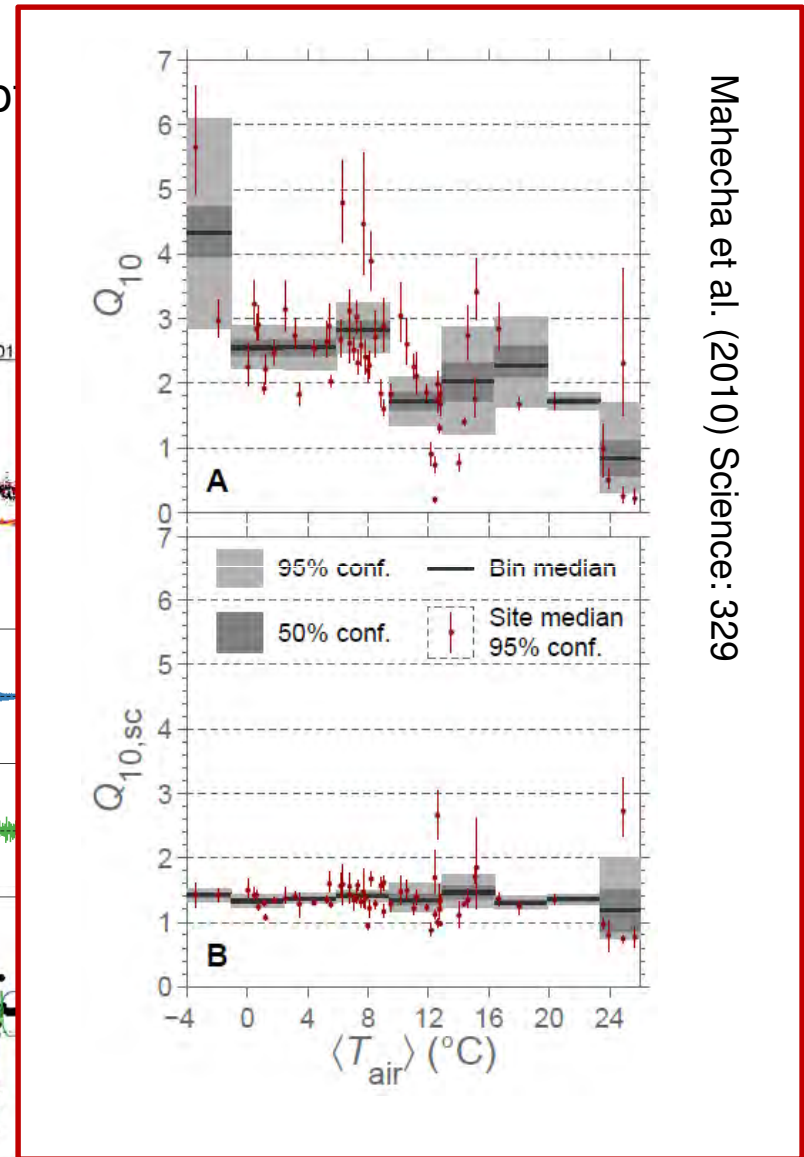 7
6
5
4
3
2
1
0
Q10
A
7
6
5
4
3
2
1
0
Q10,sc
95% conf.
Bin median
50% conf.
Site median
95% conf.
B
−4 0 4 8 12 16 20 24
⟨Tair⟩ (°C)
Mahecha et al. (2010) Science: 329